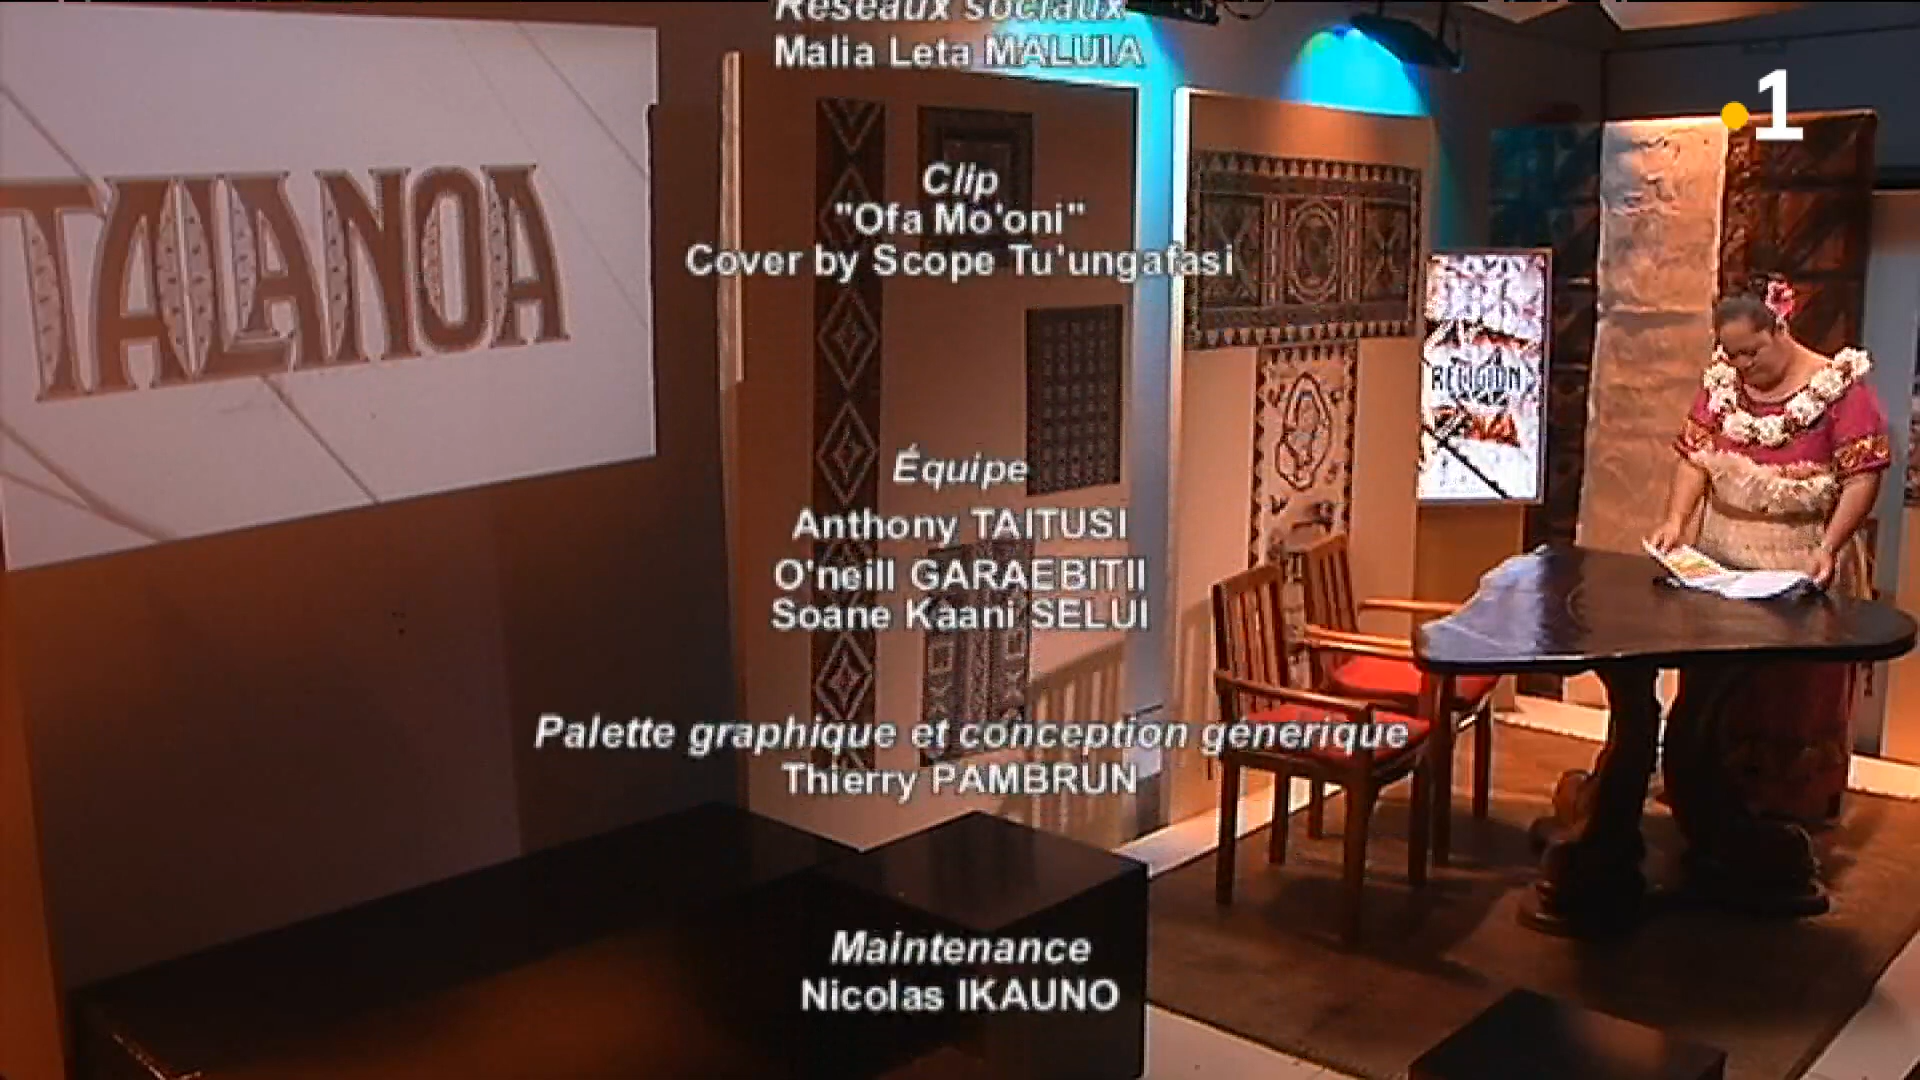 Réseaux sociaux
Malia Leta MALUIA
1
TALANOA
Clip
"Ofa Mo'oni"
Cover by Scope Tu'ungafasi
RELIGION
Équipe
Anthony TAITUSI
O'neill GARAEBITII
Soane Kaani SELUI
Palette graphique et conception générique
Thierry PAMBRUN
Maintenance
Nicolas IKAUNO